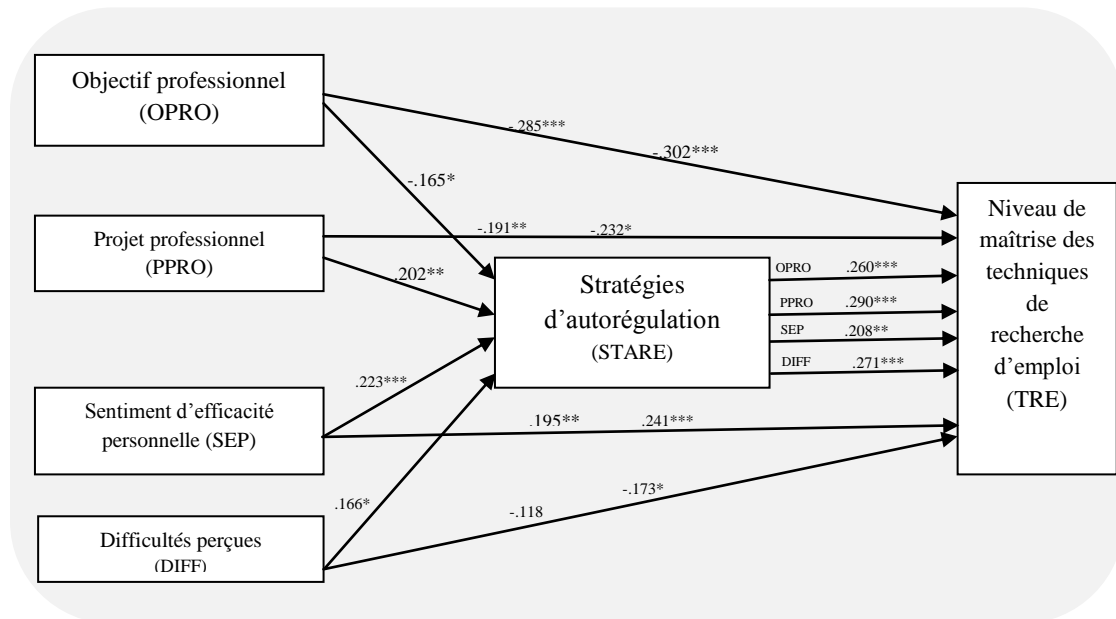 Objectif professionnel
(OPRO)
-.285***
-.302***
-.165*
Projet professionnel
(PPRO)
-.191**
-.232*
.202**
Stratégies
d'autorégulation
(STARE)
OPRO .260***
PPRO .290***
SEP .208**
DIFF .271***
Niveau de
maîtrise des
techniques
de
recherche
d'emploi
(TRE)
.223***
Sentiment d'efficacité
personnelle (SEP)
.195**
.241***
.166*
-.173*
-.118
Difficultés perçues
(DIFF)